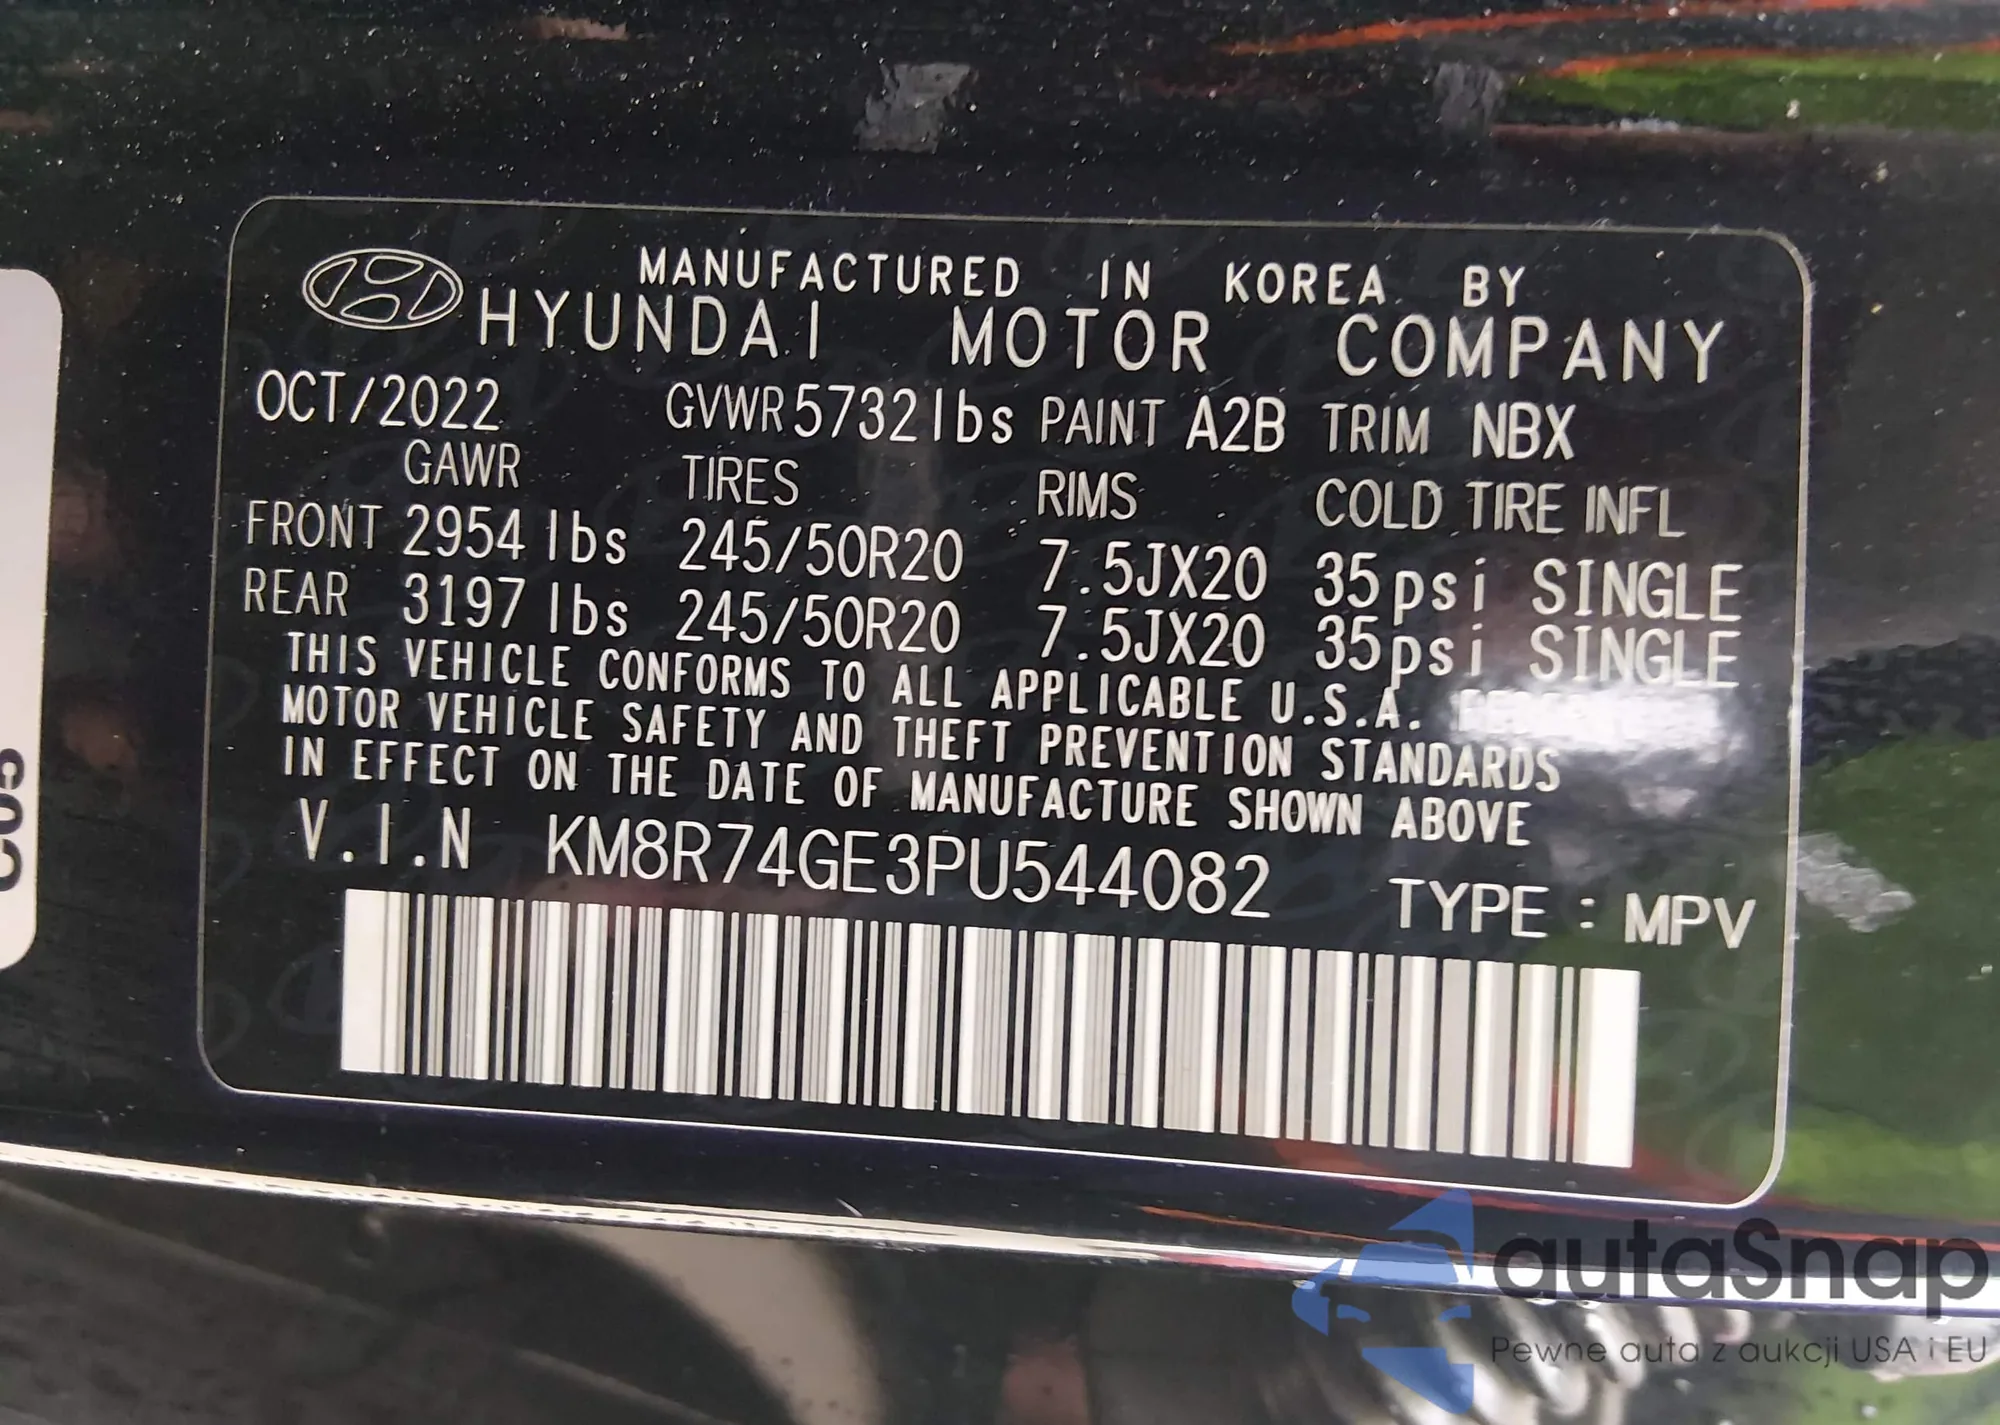 MANUFACTURED IN KOREA BY
HYUNDAI MOTOR COMPANY
OCT/2022 GVWR 5732lbs PAINT A2B TRIM NBX
GAWR TIRES RIMS COLD TIRE INFL
FRONT 2954 lbs 245/50R20 7.5JX20 35psi SINGLE
REAR 3197 lbs 245/50R20 7.5JX20 35psi SINGLE
THIS VEHICLE CONFORMS TO ALL APPLICABLE U.S.A.
MOTOR VEHICLE SAFETY AND THEFT PREVENTION STANDARDS
IN EFFECT ON THE DATE OF MANUFACTURE SHOWN ABOVE
V.I.N KM8R74GE3PU544082
TYPE : MPV
C05
autaSnap
Pewne auta z aukcji USA i EU